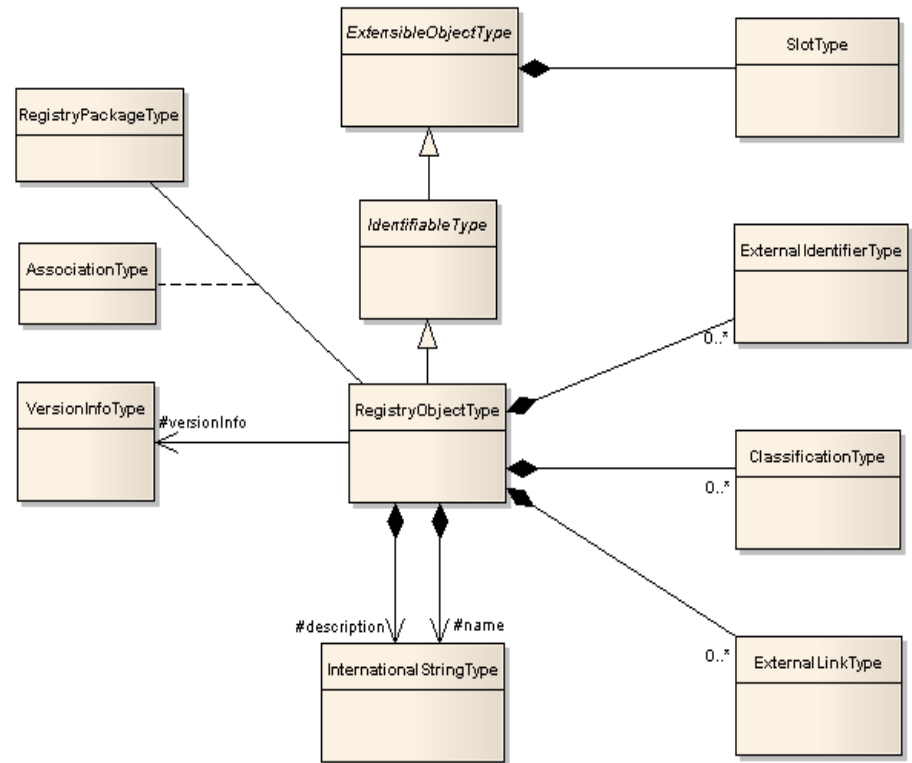 ExtensibleObjectType
SlotType
RegistryPackageType
IdentifiableType
ExternalIdentifierType
AssociationType
0..*
RegistryObjectType
VersionInfoType
#versionInfo
ClassificationType
0..*
#description
#name
InternationalStringType
0..*
ExternalLinkType